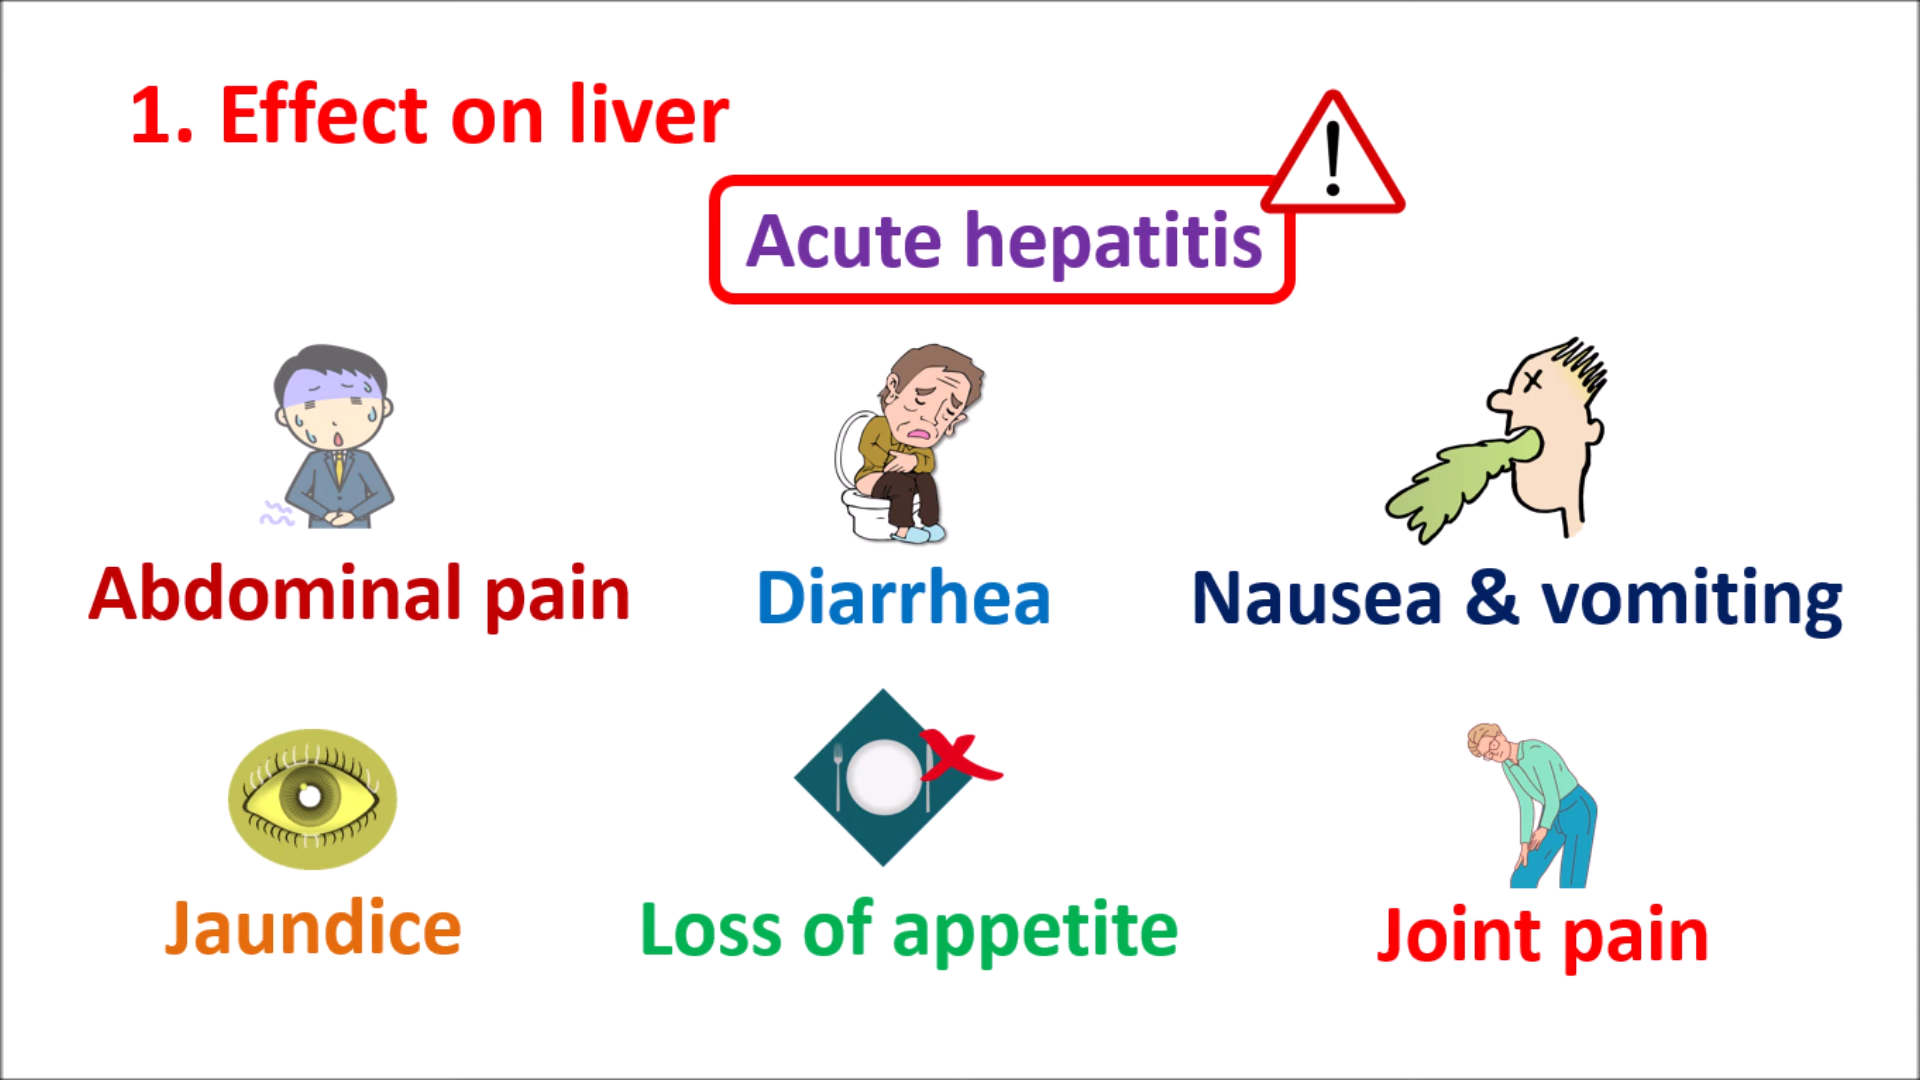 1. Effect on liver
Acute hepatitis
Abdominal pain
Diarrhea
Nausea & vomiting
Jaundice
Loss of appetite
Joint pain